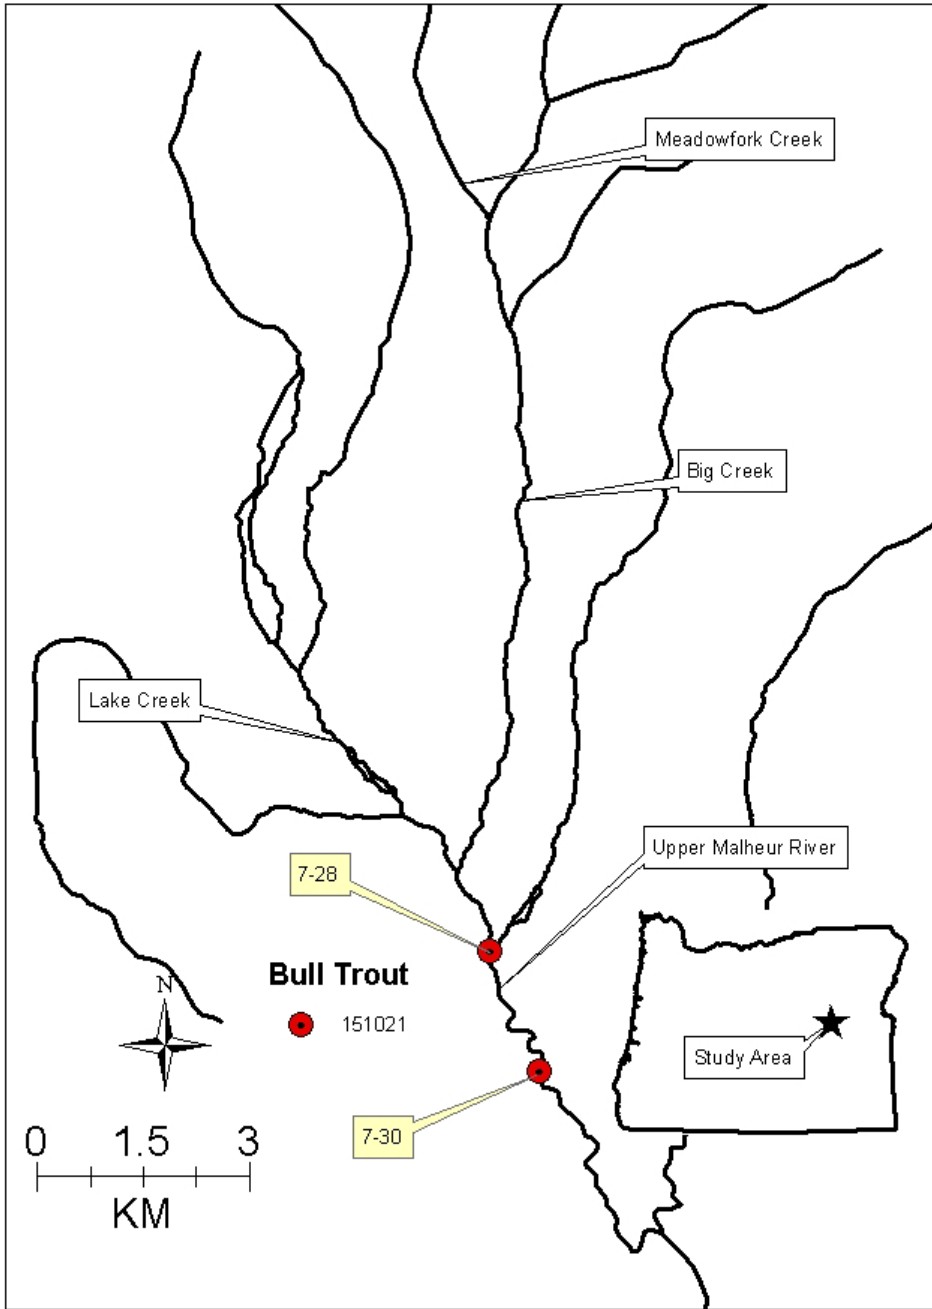 Meadowfork Creek
Big Creek
Lake Creek
Upper Malheur River
7-28
Bull Trout
151021
N
Study Area
7-30
0 1.5 3
KM